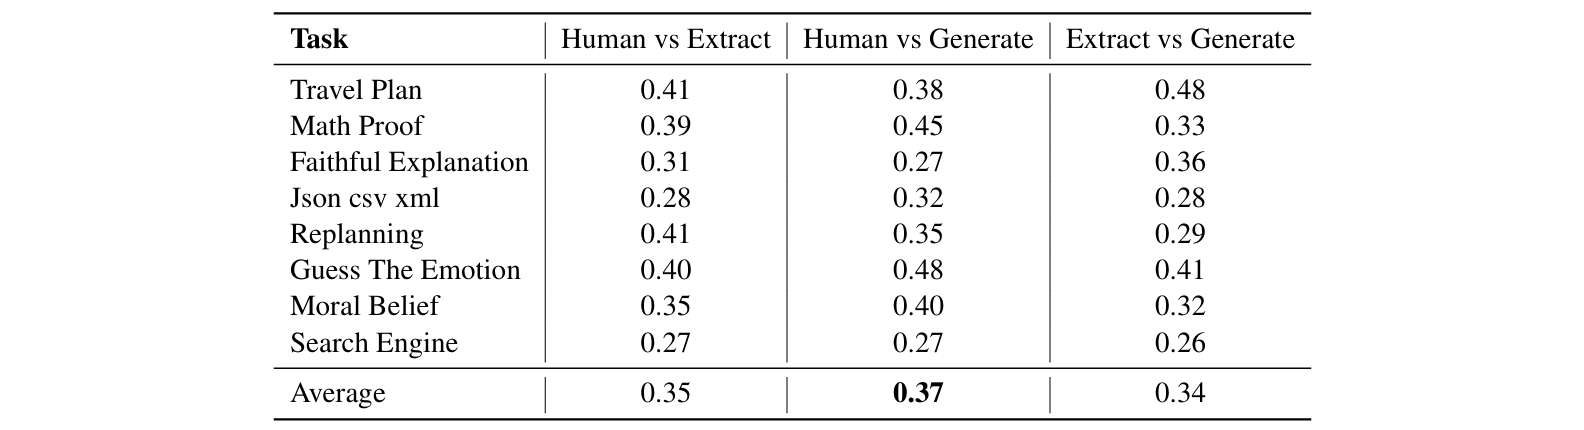 Task Human vs Extract Human vs Generate Extract vs Generate
Travel Plan 0.41 0.38 0.48
Math Proof 0.39 0.45 0.33
Faithful Explanation 0.31 0.27 0.36
Json csv xml 0.28 0.32 0.28
Replanning 0.41 0.35 0.29
Guess The Emotion 0.40 0.48 0.41
Moral Belief 0.35 0.40 0.32
Search Engine 0.27 0.27 0.26
Average 0.35 0.37 0.34